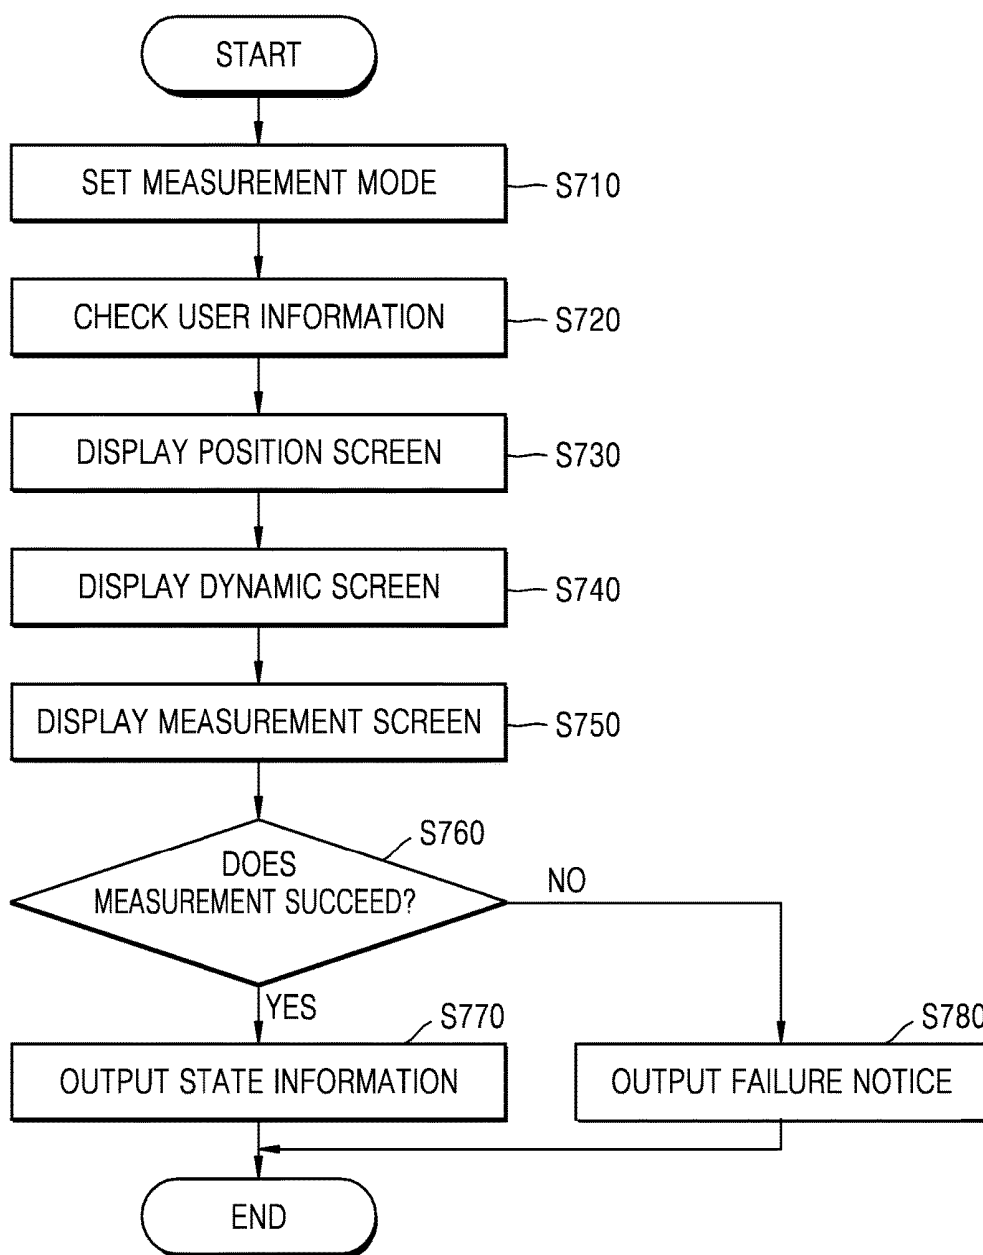 START
SET MEASUREMENT MODE
S710
CHECK USER INFORMATION
S720
DISPLAY POSITION SCREEN
S730
DISPLAY DYNAMIC SCREEN
S740
DISPLAY MEASUREMENT SCREEN
S750
S760
DOES
MEASUREMENT SUCCEED?
NO
YES
S770
OUTPUT STATE INFORMATION
S780
OUTPUT FAILURE NOTICE
END